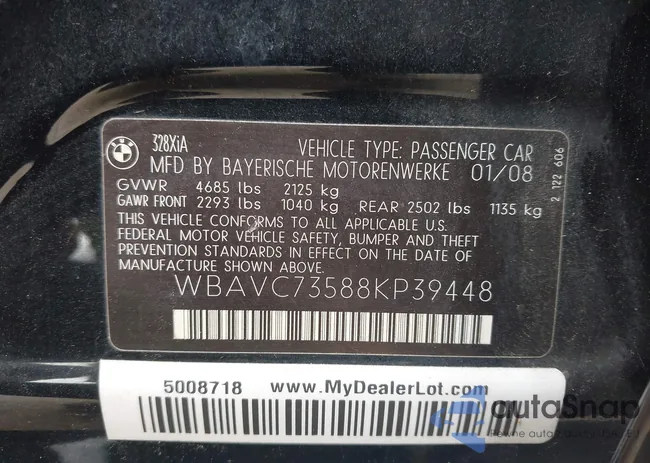 BMW
328XiA
VEHICLE TYPE: PASSENGER CAR
MFD BY BAYERISCHE MOTORENWERKE 01/08
GVWR 4685 lbs 2125 kg
GAWR FRONT 2293 lbs 1040 kg REAR 2502 lbs 1135 kg
THIS VEHICLE CONFORMS TO ALL APPLICABLE U.S.
FEDERAL MOTOR VEHICLE SAFETY, BUMPER AND THEFT
PREVENTION STANDARDS IN EFFECT ON THE DATE OF
MANUFACTURE SHOWN ABOVE.
2 122 606
WBAVC73588KP39448
5008718 www.MyDealerLot.com
autoSnap
Pewne auto